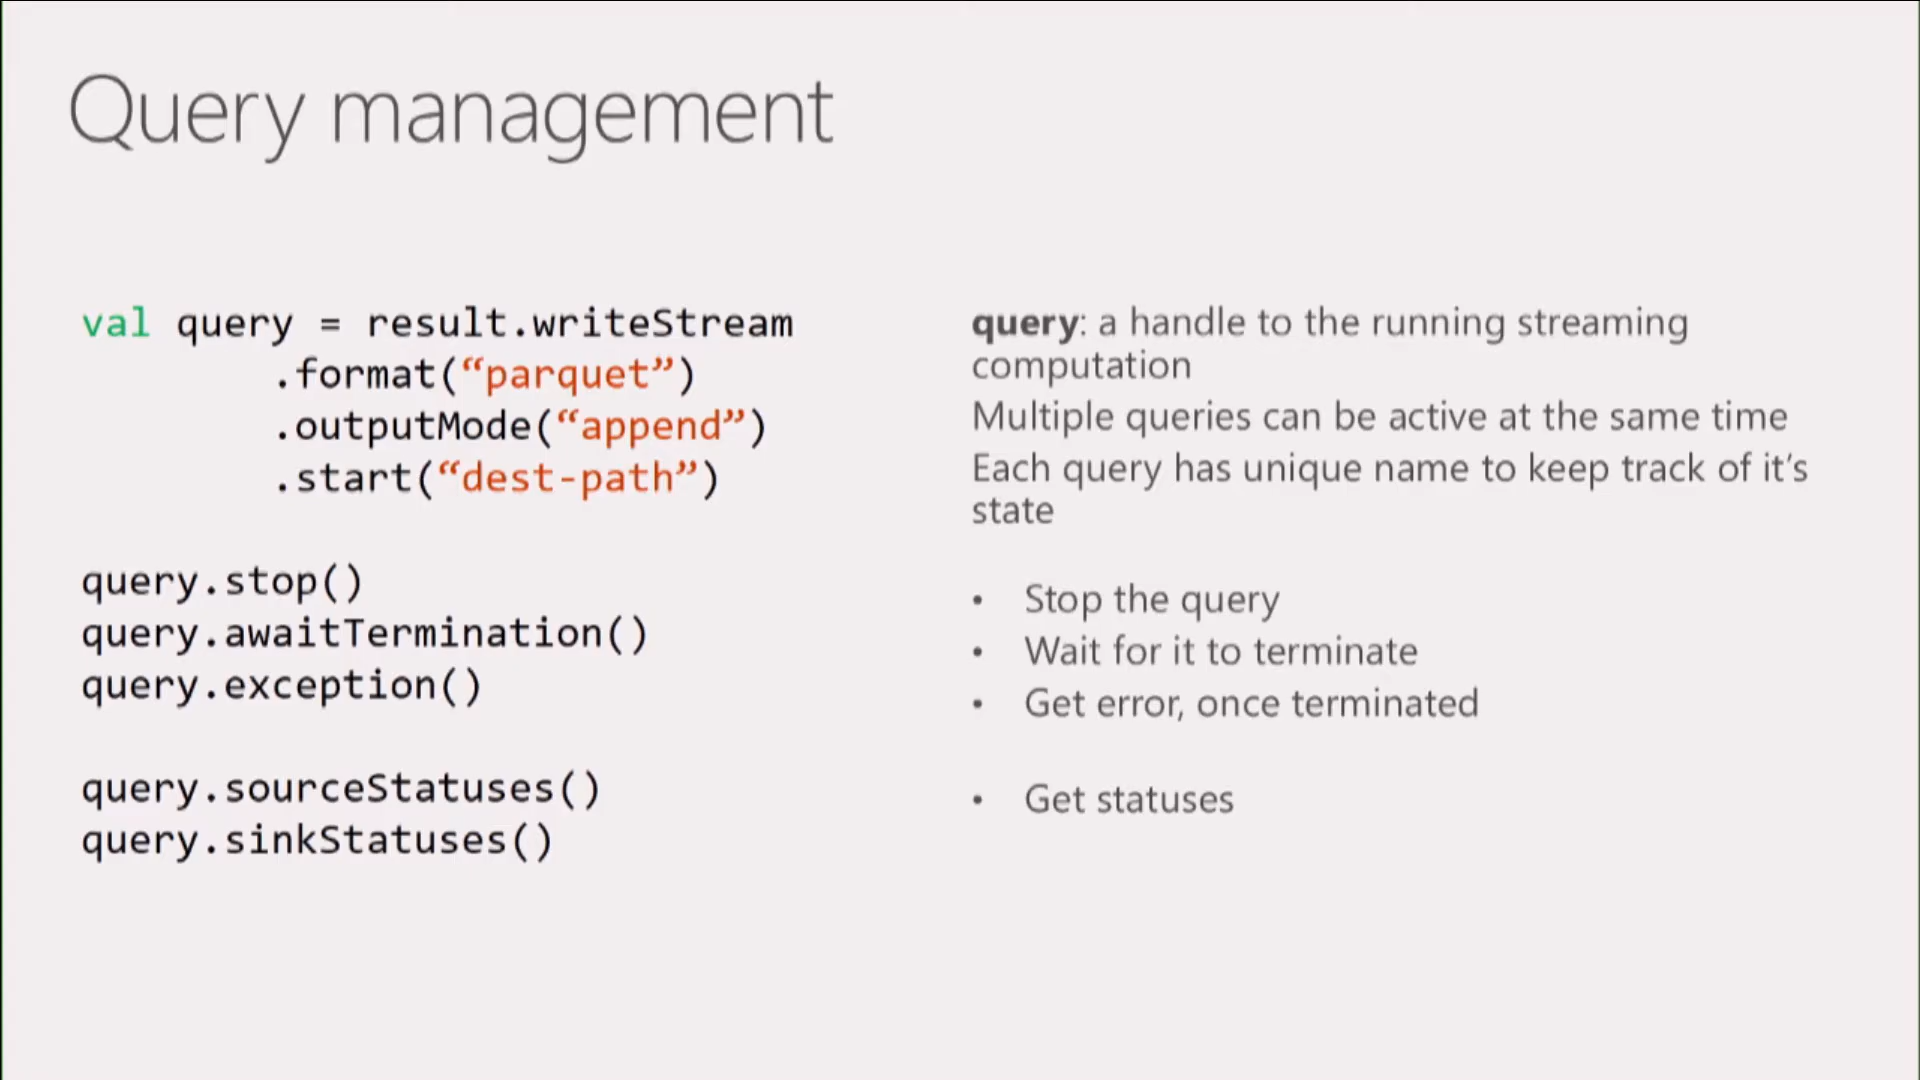 Query management
val query = result.writeStream
.format(“parquet”)
.outputMode(“append”)
.start(“dest-path”)
query.stop()
query.awaitTermination()
query.exception()
query.sourceStatuses()
query.sinkStatuses()
query: a handle to the running streaming
computation
Multiple queries can be active at the same time
Each query has unique name to keep track of it’s
state
• Stop the query
• Wait for it to terminate
• Get error, once terminated
• Get statuses